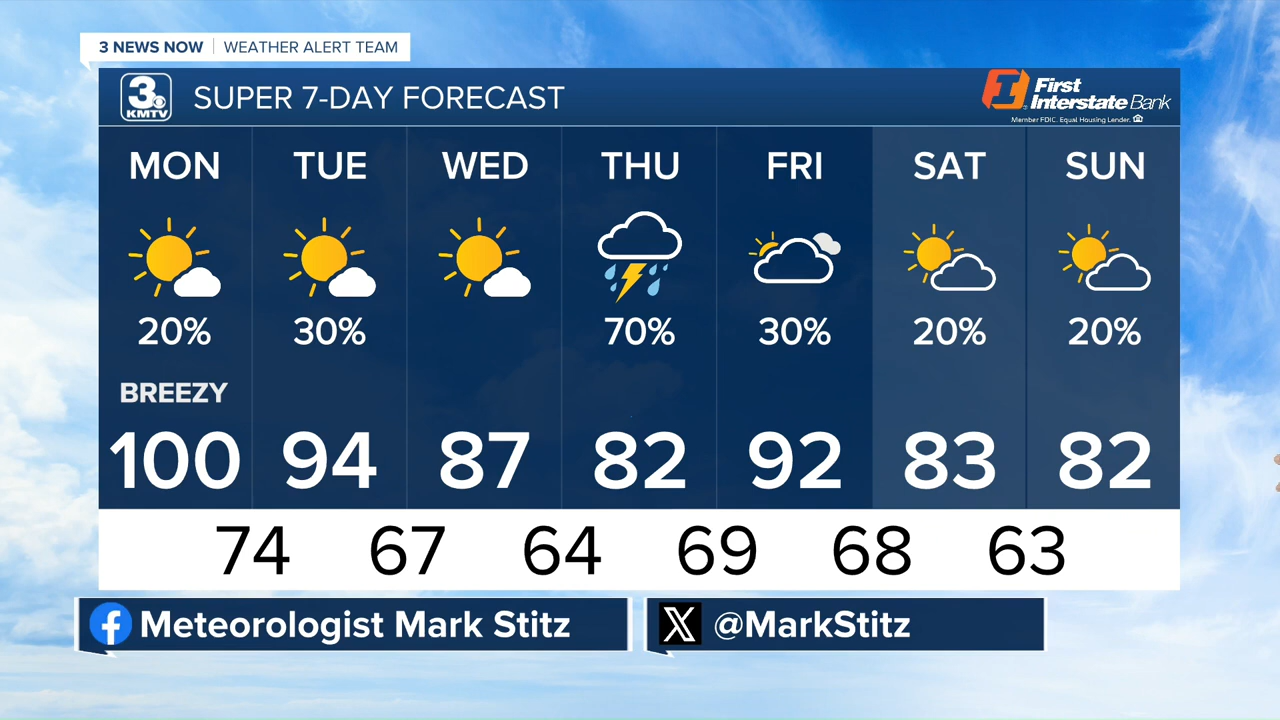 3 NEWS NOW | WEATHER ALERT TEAM
3 KMTV SUPER 7-DAY FORECAST
First Interstate Bank
Member FDIC. Equal Housing Lender.
MON TUE WED THU FRI SAT SUN
20% 30% 70% 30% 20% 20%
BREEZY
100 94 87 82 92 83 82
74 67 64 69 68 63
Meteorologist Mark Stitz
@MarkStitz